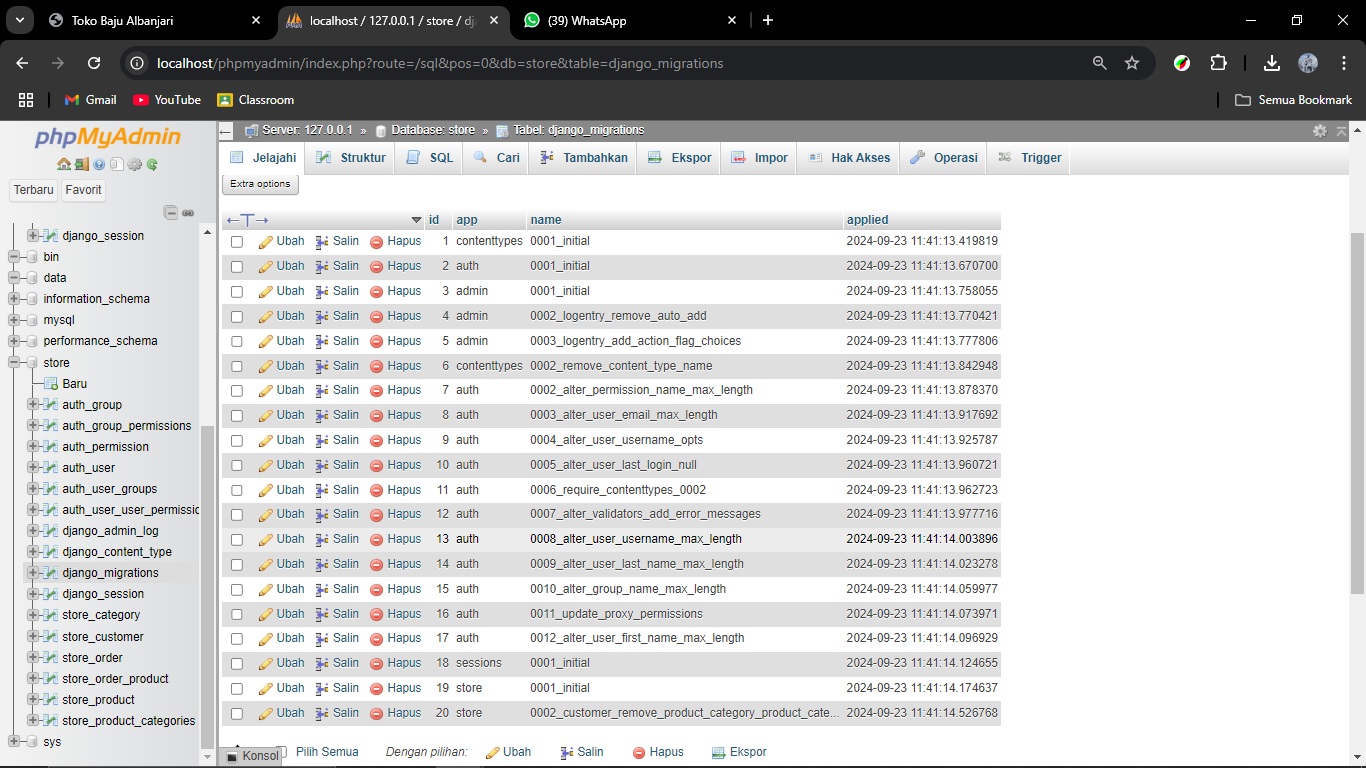 Toko Baju Albanjari
localhost / 127.0.0.1 / store / dj
(39) WhatsApp
localhost/phpmyadmin/index.php?route=/sql&pos=0&db=store&table=django_migrations
Gmail
YouTube
Classroom
Semua Bookmark
phpMyAdmin
Terbaru
Favorit
django_session
bin
data
information_schema
mysql
performance_schema
store
Baru
auth_group
auth_group_permissions
auth_permission
auth_user
auth_user_groups
auth_user_user_permissic
django_admin_log
django_content_type
django_migrations
django_session
store_category
store_customer
store_order
store_order_product
store_product
store_product_categories
sys
Server: 127.0.0.1 » Database: store » Tabel: django_migrations
Jelajahi Struktur SQL Cari Tambahkan Ekspor Impor Hak Akses Operasi Trigger
Extra options
id app name applied
Ubah Salin Hapus 1 contenttypes 0001_initial 2024-09-23 11:41:13.419819
Ubah Salin Hapus 2 auth 0001_initial 2024-09-23 11:41:13.670700
Ubah Salin Hapus 3 admin 0001_initial 2024-09-23 11:41:13.758055
Ubah Salin Hapus 4 admin 0002_logentry_remove_auto_add 2024-09-23 11:41:13.770421
Ubah Salin Hapus 5 admin 0003_logentry_add_action_flag_choices 2024-09-23 11:41:13.777806
Ubah Salin Hapus 6 contenttypes 0002_remove_content_type_name 2024-09-23 11:41:13.842948
Ubah Salin Hapus 7 auth 0002_alter_permission_name_max_length 2024-09-23 11:41:13.878370
Ubah Salin Hapus 8 auth 0003_alter_user_email_max_length 2024-09-23 11:41:13.917692
Ubah Salin Hapus 9 auth 0004_alter_user_username_opts 2024-09-23 11:41:13.925787
Ubah Salin Hapus 10 auth 0005_alter_user_last_login_null 2024-09-23 11:41:13.960721
Ubah Salin Hapus 11 auth 0006_require_contenttypes_0002 2024-09-23 11:41:13.962723
Ubah Salin Hapus 12 auth 0007_alter_validators_add_error_messages 2024-09-23 11:41:13.977716
Ubah Salin Hapus 13 auth 0008_alter_user_username_max_length 2024-09-23 11:41:14.003896
Ubah Salin Hapus 14 auth 0009_alter_user_last_name_max_length 2024-09-23 11:41:14.023278
Ubah Salin Hapus 15 auth 0010_alter_group_name_max_length 2024-09-23 11:41:14.059977
Ubah Salin Hapus 16 auth 0011_update_proxy_permissions 2024-09-23 11:41:14.073971
Ubah Salin Hapus 17 auth 0012_alter_user_first_name_max_length 2024-09-23 11:41:14.096929
Ubah Salin Hapus 18 sessions 0001_initial 2024-09-23 11:41:14.124655
Ubah Salin Hapus 19 store 0001_initial 2024-09-23 11:41:14.174637
Ubah Salin Hapus 20 store 0002_customer_remove_product_category_product_cate... 2024-09-23 11:41:14.526768
Pilih Semua Dengan pilihan: Ubah Salin Hapus Ekspor
Konsol